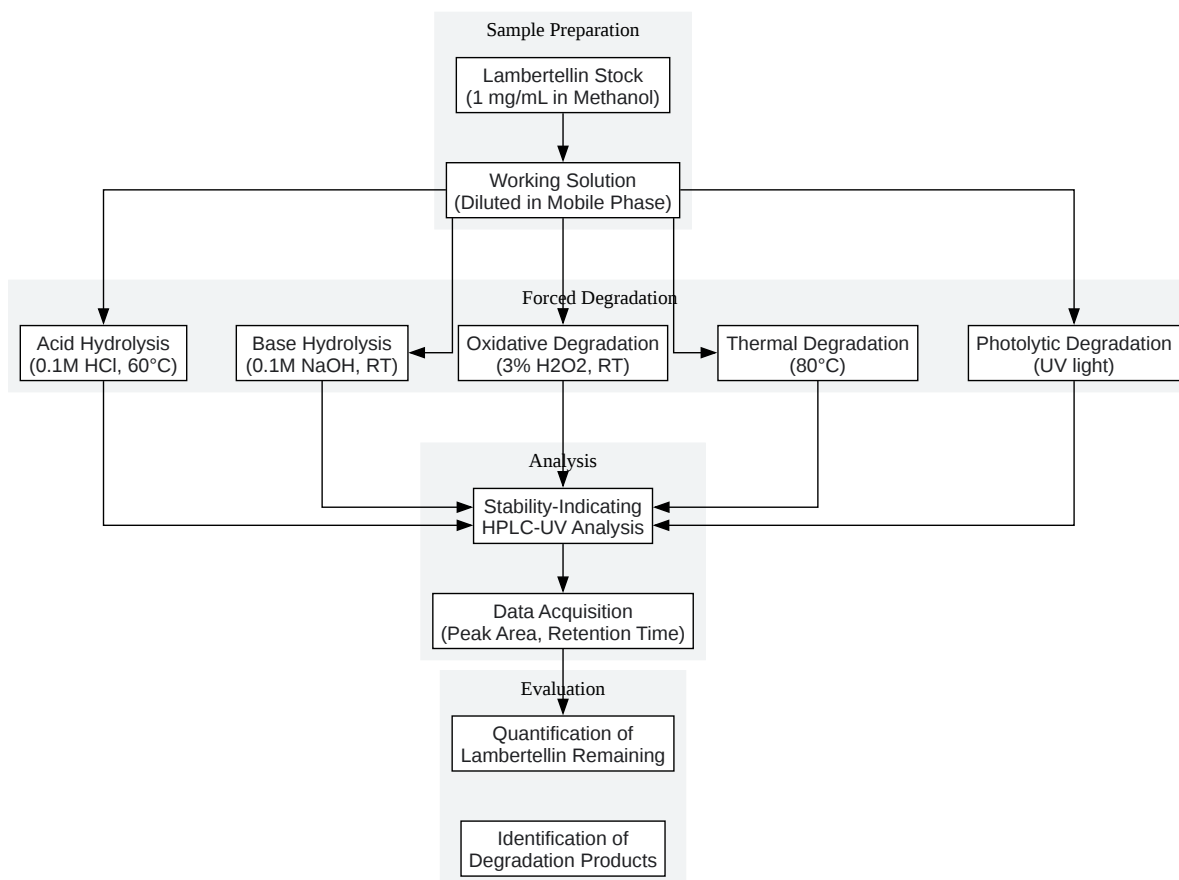 Sample Preparation
Lambertellin Stock
(1 mg/mL in Methanol)
Working Solution
(Diluted in Mobile Phase)
Forced Degradation
Acid Hydrolysis
(0.1M HCl, 60°C)
Base Hydrolysis
(0.1M NaOH, RT)
Oxidative Degradation
(3% H2O2, RT)
Thermal Degradation
(80°C)
Photolytic Degradation
(UV light)
Analysis
Stability-Indicating
HPLC-UV Analysis
Data Acquisition
(Peak Area, Retention Time)
Evaluation
Quantification of
Lambertellin Remaining
Identification of
Degradation Products